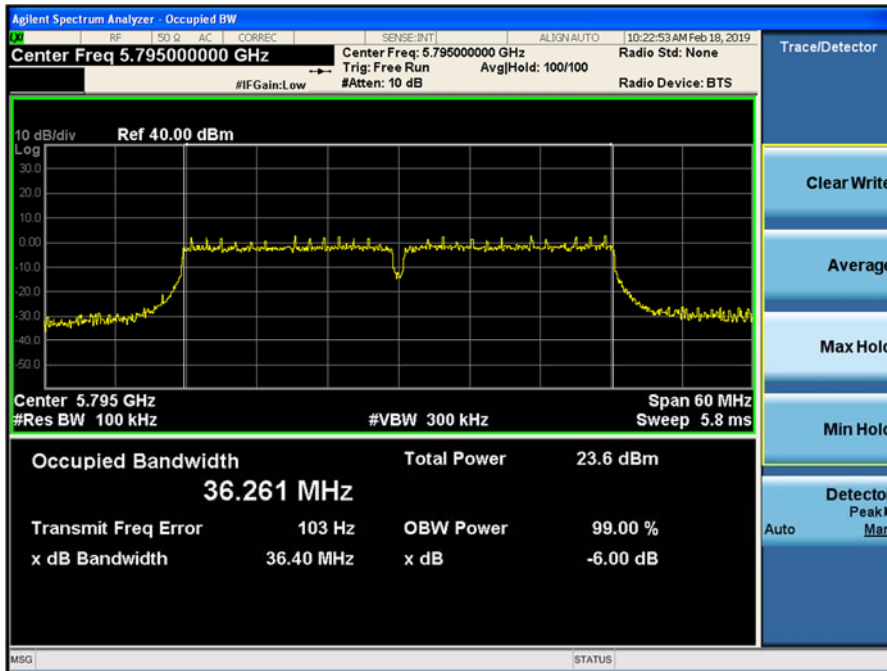 Agilent Spectrum Analyzer - Occupied BW
RF 50 Ω AC CORREC SENSE:INT ALIGN AUTO 10:22:53 AM Feb 18, 2019
Center Freq 5.795000000 GHz Center Freq: 5.795000000 GHz Radio Std: None
Trig: Free Run Avg|Hold: 100/100
#IFGain:Low #Atten: 10 dB Radio Device: BTS
10 dB/div Ref 40.00 dBm
Log
30.0
20.0
10.0
0.00
-10.0
-20.0
-30.0
-40.0
-50.0
Center 5.795 GHz Span 60 MHz
#Res BW 100 kHz #VBW 300 kHz Sweep 5.8 ms
Occupied Bandwidth Total Power 23.6 dBm
36.261 MHz
Transmit Freq Error 103 Hz OBW Power 99.00 %
x dB Bandwidth 36.40 MHz x dB -6.00 dB
MSG STATUS
Trace/Detector
Clear Write
Average
Max Hold
Min Hold
Detector
Peak
Auto Man